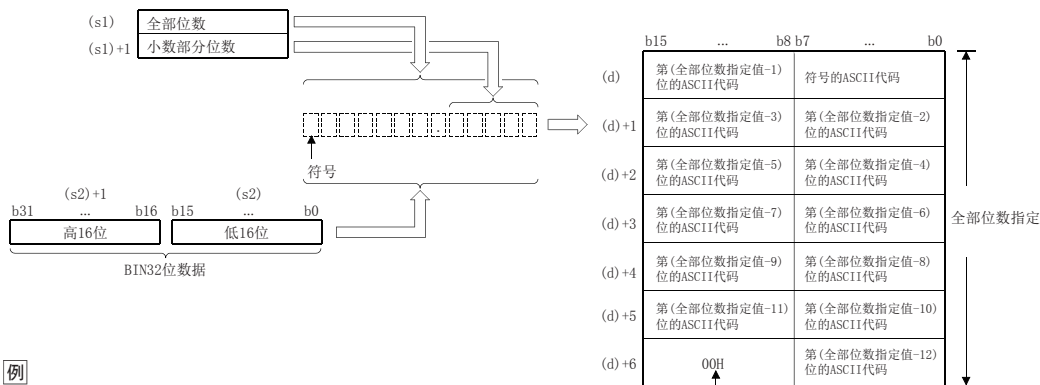 (s1) 全部位数
(s1)+1 小数部分位数
.
符号
(s2)+1 (s2)
b31 ... b16 b15 ... b0
高16位 低16位
BIN32位数据
例
b15 ... b8 b7 ... b0
(d) 第(全部位数指定值-1)位的ASCII代码 符号的ASCII代码
(d)+1 第(全部位数指定值-3)位的ASCII代码 第(全部位数指定值-2)位的ASCII代码
(d)+2 第(全部位数指定值-5)位的ASCII代码 第(全部位数指定值-4)位的ASCII代码
(d)+3 第(全部位数指定值-7)位的ASCII代码 第(全部位数指定值-6)位的ASCII代码
(d)+4 第(全部位数指定值-9)位的ASCII代码 第(全部位数指定值-8)位的ASCII代码
(d)+5 第(全部位数指定值-11)位的ASCII代码 第(全部位数指定值-10)位的ASCII代码
(d)+6 00H 第(全部位数指定值-12)位的ASCII代码
全部位数指定